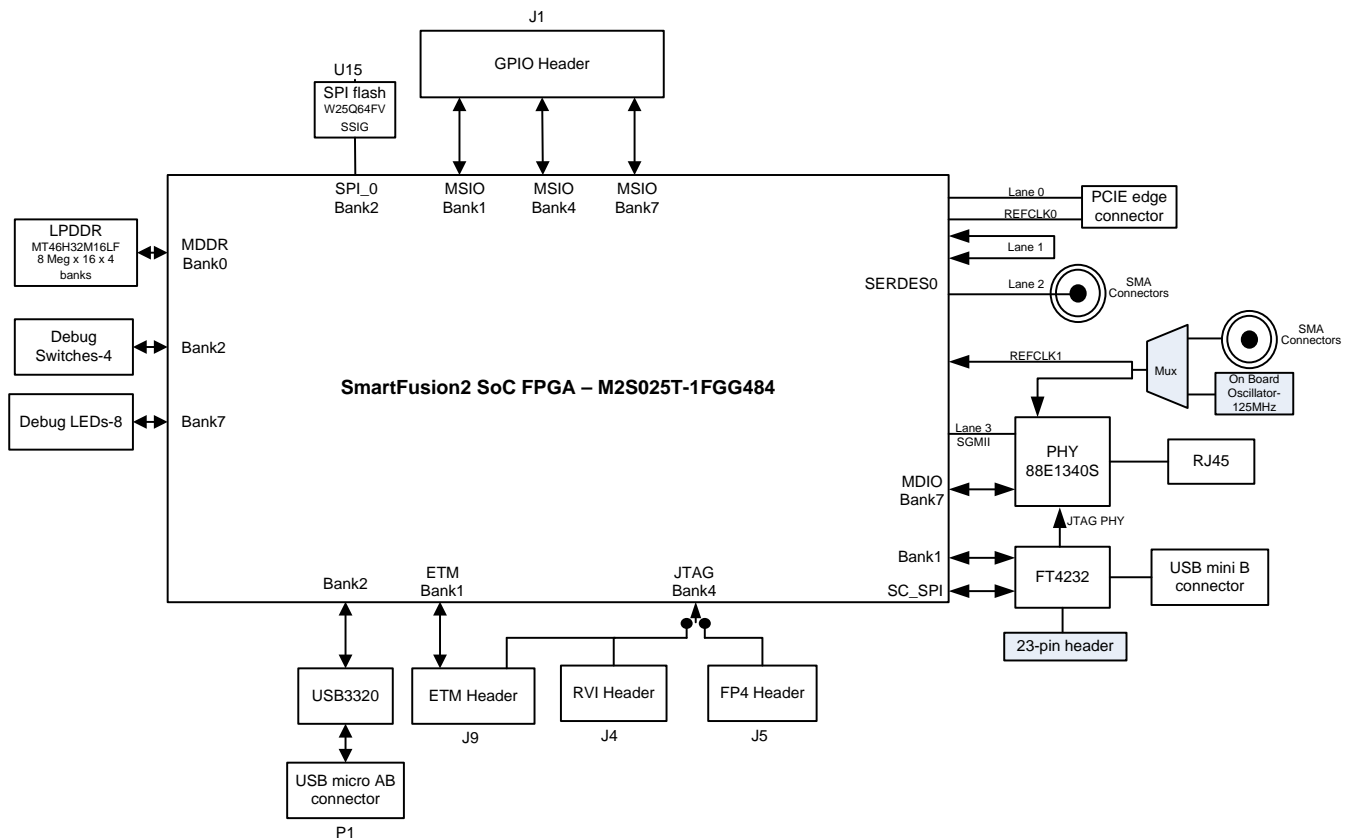 J1
GPIO Header
U15
SPI flash
W25Q64FV
SSIG
SPI_0
Bank2
MSIO
Bank1
MSIO
Bank4
MSIO
Bank7
Lane 0
REFCLK0
PCIE edge
connector
Lane 1
LPDDR
MT46H32M16LF
8 Meg x 16 x 4
banks
MDDR
Bank0
SERDES0
Lane 2
SMA
Connectors
SMA
Connectors
Debug
Switches-4
Bank2
REFCLK1
Mux
On Board
Oscillator-
125MHz
SmartFusion2 SoC FPGA – M2S025T-1FGG484
Debug LEDs-8
Bank7
Lane 3
SGMII
PHY
88E1340S
RJ45
MDIO
Bank7
JTAG PHY
Bank1
SC_SPI
FT4232
USB mini B
connector
23-pin header
Bank2
ETM
Bank1
JTAG
Bank4
USB3320
ETM Header
RVI Header
FP4 Header
J9
J4
J5
USB micro AB
connector
P1